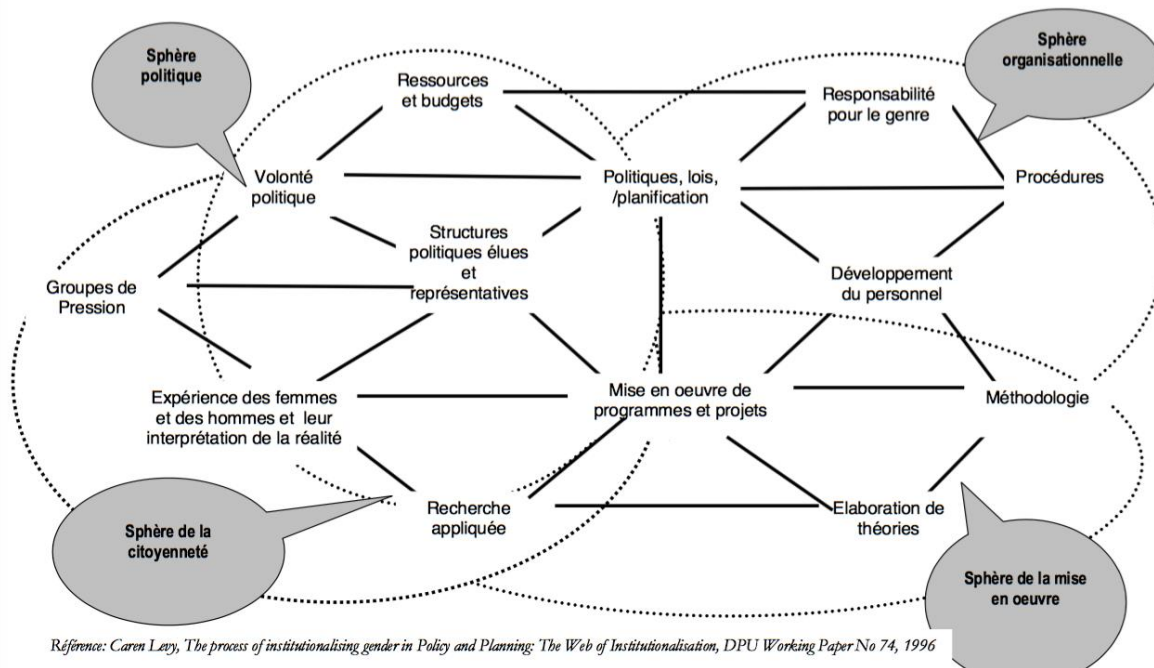 Sphère
politique
Sphère
organisationnelle
Ressources
et budgets
Responsabilité
pour le genre
Volonté
politique
Politiques, lois,
/planification
Procédures
Structures
politiques élues
et
représentatives
Groupes de
Pression
Développement
du personnel
Expérience des femmes
et des hommes et leur
interprétation de la réalité
Mise en oeuvre de
programmes et projets
Méthodologie
Recherche
appliquée
Elaboration de
théories
Sphère de la
citoyenneté
Sphère de la mise
en oeuvre
Référence: Caren Levy, The process of institutionalising gender in Policy and Planning: The Web of Institutionalisation, DPU Working Paper No 74, 1996